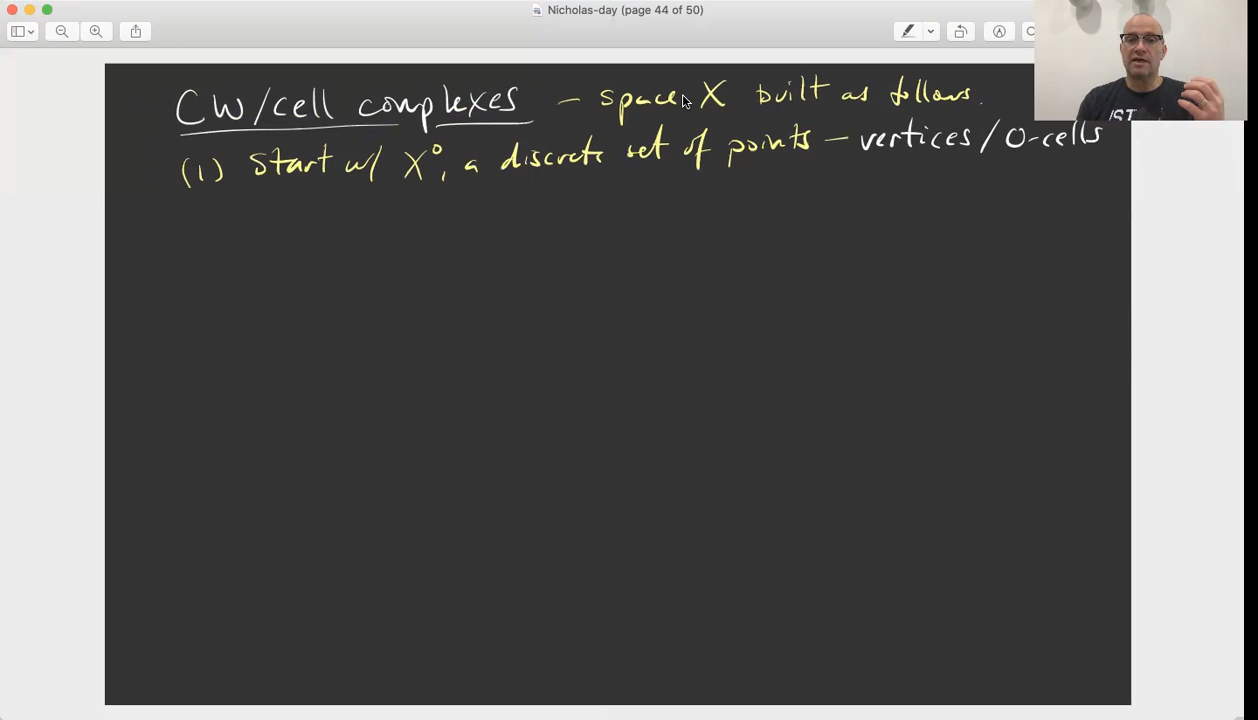 Nicholas-day (page 44 of 50)
CW/cell complexes – space X built as follows.
(1) Start w/ X⁰, a discrete set of points – vertices/0-cells